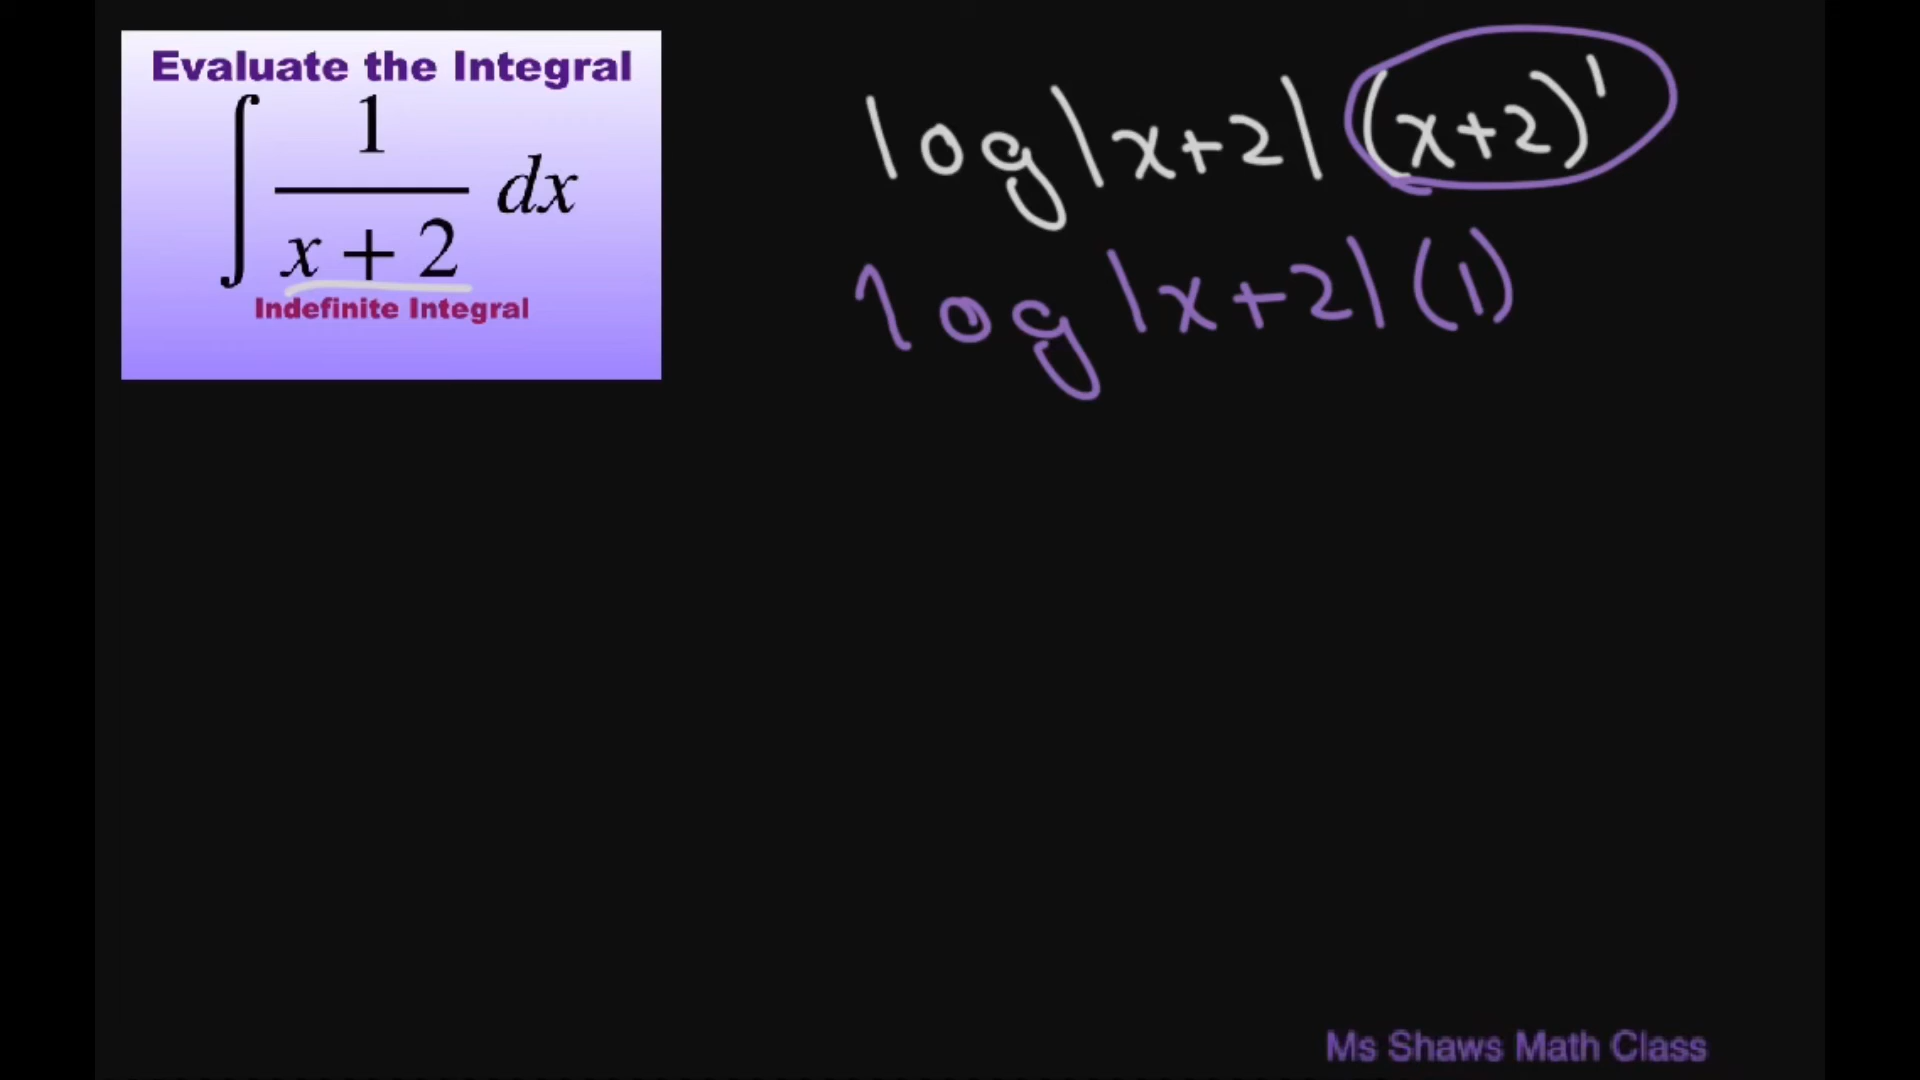 Evaluate the Integral
∫ 1/(x + 2) dx
Indefinite Integral
log|x+2| (x+2)'
log|x+2| (1)
Ms Shaws Math Class